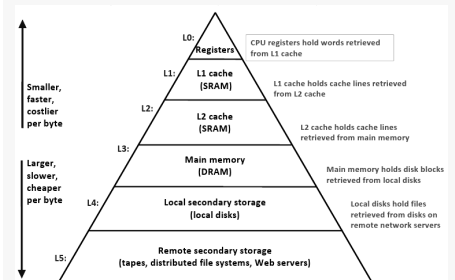 L0:
Registers
CPU registers hold words retrieved
from L1 cache
L1:
L1 cache
(SRAM)
L1 cache holds cache lines retrieved
from L2 cache
Smaller,
faster,
costlier
per byte
L2:
L2 cache
(SRAM)
L2 cache holds cache lines
retrieved from main memory
L3:
Main memory
(DRAM)
Main memory holds disk blocks
retrieved from local disks
Larger,
slower,
cheaper
per byte
L4:
Local secondary storage
(local disks)
Local disks hold files
retrieved from disks on
remote network servers
L5:
Remote secondary storage
(tapes, distributed file systems, Web servers)